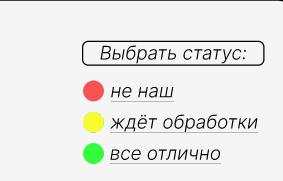 Выбрать статус:
не наш
ждёт обработки
все отлично